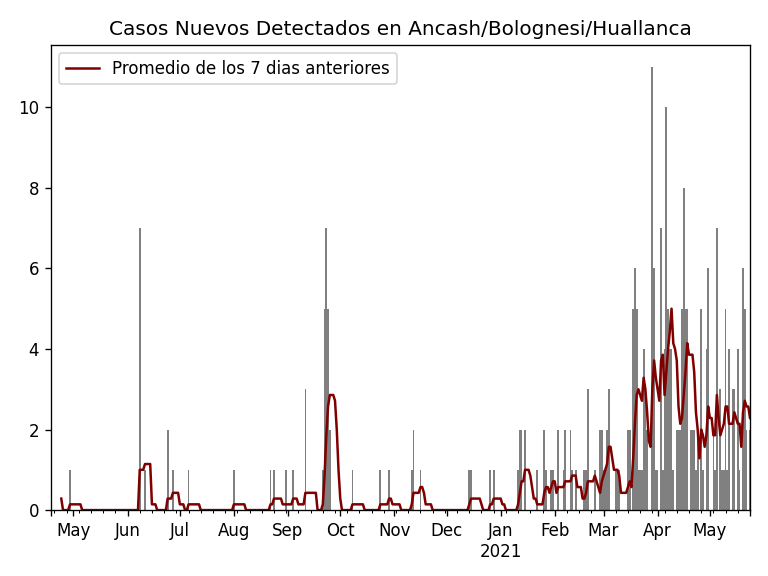 Casos Nuevos Detectados en Ancash/Bolognesi/Huallanca
Promedio de los 7 dias anteriores
10
8
6
4
2
0
May Jun Jul Aug Sep Oct Nov Dec Jan Feb Mar Apr May
2021